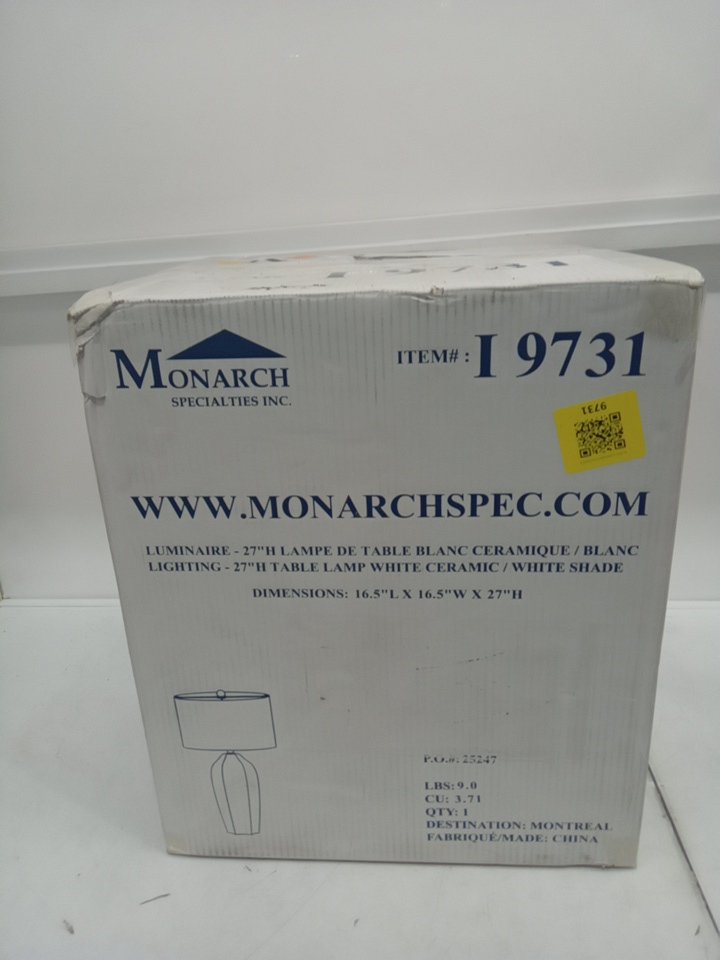 I 9731
MONARCH
SPECIALTIES INC.
ITEM# : I 9731
9731
WWW.MONARCHSPEC.COM
LUMINAIRE - 27"H LAMPE DE TABLE BLANC CERAMIQUE / BLANC
LIGHTING - 27"H TABLE LAMP WHITE CERAMIC / WHITE SHADE
DIMENSIONS: 16.5"L X 16.5"W X 27"H
P.O.#: 25247
LBS: 9.0
CU: 3.71
QTY: 1
DESTINATION: MONTREAL
FABRIQUÉ/MADE: CHINA